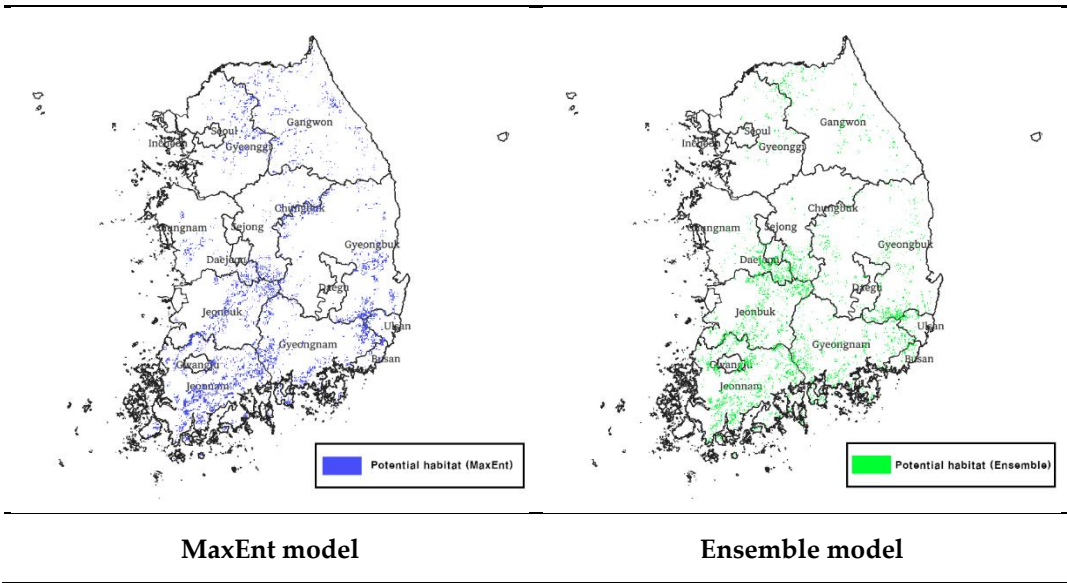 Gangwon
Seoul
Incheon
Gyeonggi
Chungbuk
Chungnam
Sejong
Gyeongbuk
Daejeon
Daegu
Jeonbuk
Ulsan
Gyeongnam
Busan
Gwangju
Jeonnam
Potential habitat (MaxEnt)
MaxEnt model
Gangwon
Seoul
Incheon
Gyeonggi
Chungbuk
Chungnam
Sejong
Gyeongbuk
Daejeon
Daegu
Jeonbuk
Ulsan
Gyeongnam
Busan
Gwangju
Jeonnam
Potential habitat (Ensemble)
Ensemble model